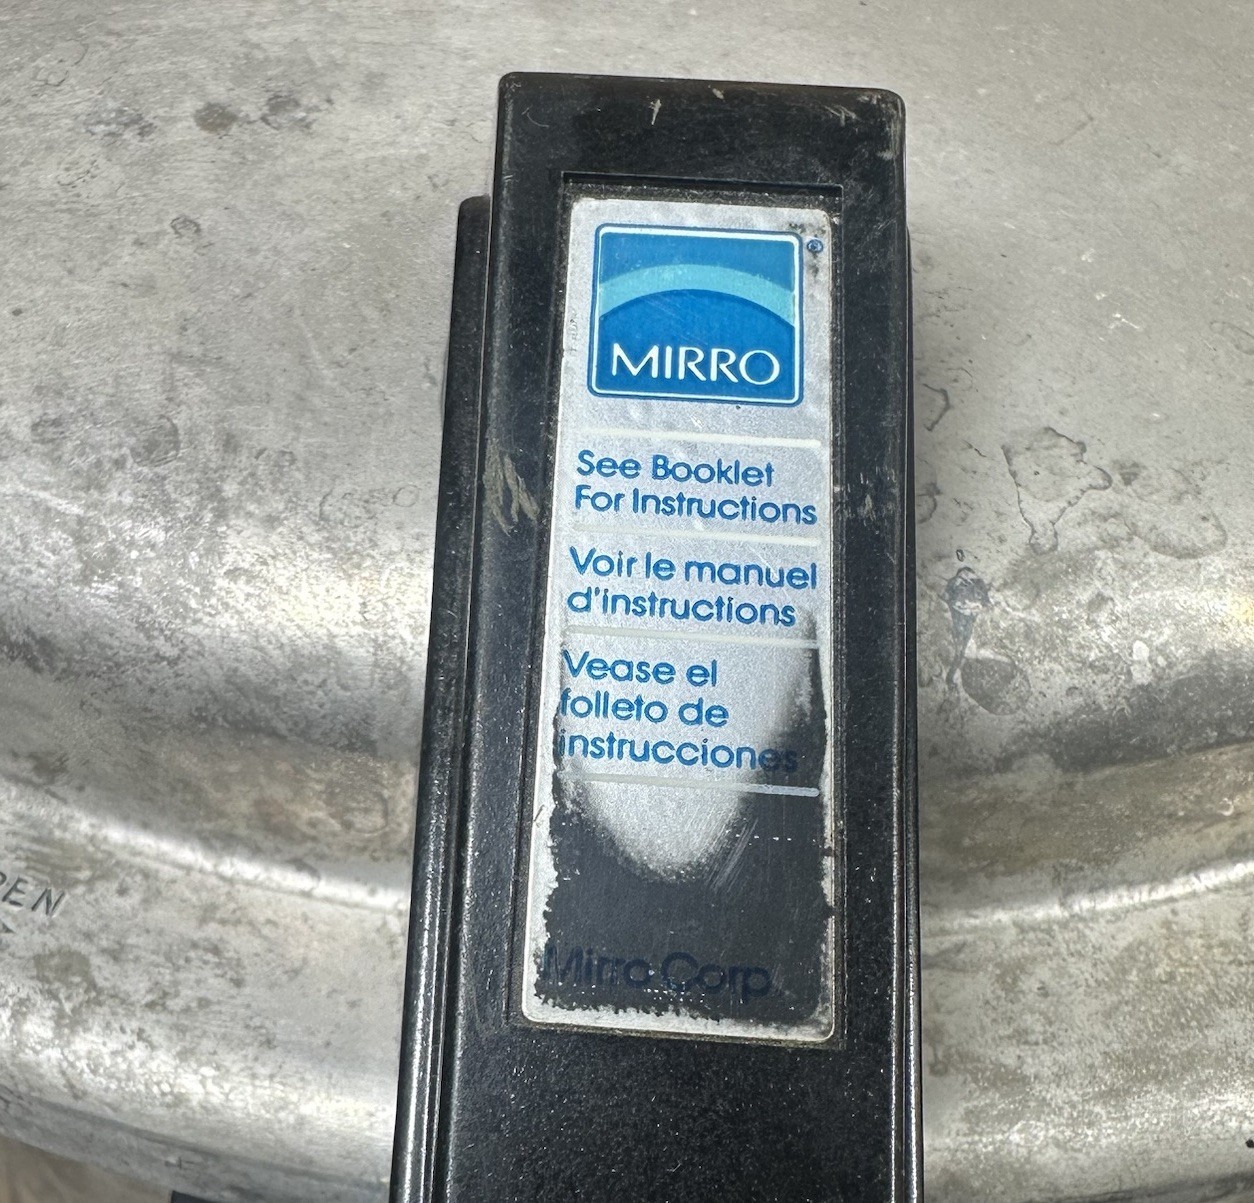 MIRRO®
See Booklet
For Instructions
Voir le manuel
d'instructions
Vease el
folleto de
instrucciones
Mirro Corp